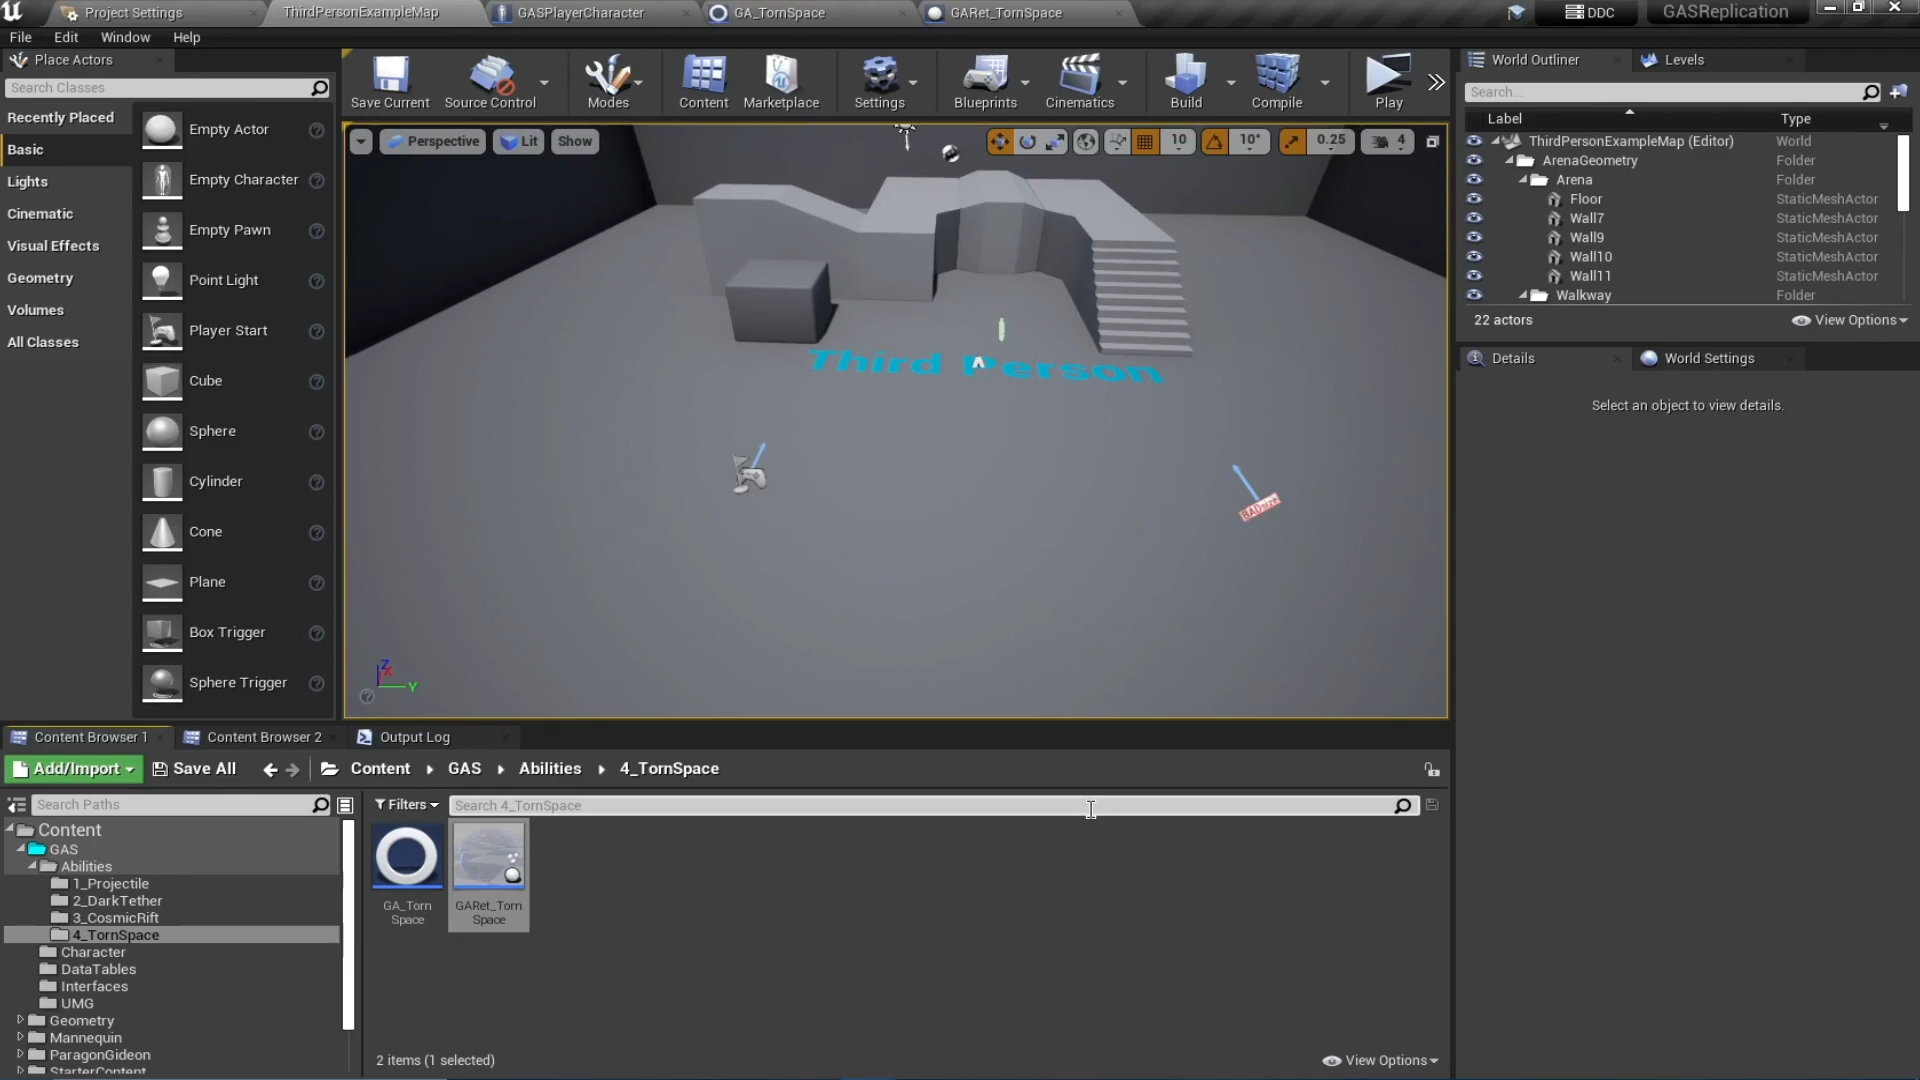 Project Settings
ThirdPersonExampleMap
GASPlayerCharacter
GA_TornSpace
GARet_TornSpace
DDC
GASReplication
File
Edit
Window
Help
Place Actors
Search Classes
Recently Placed
Basic
Lights
Cinematic
Visual Effects
Geometry
Volumes
All Classes
Empty Actor
Empty Character
Empty Pawn
Point Light
Player Start
Cube
Sphere
Cylinder
Cone
Plane
Box Trigger
Sphere Trigger
Save Current
Source Control
Modes
Content
Marketplace
Settings
Blueprints
Cinematics
Build
Compile
Play
Perspective
Lit
Show
10
10°
0.25
4
Third Person
BADsize
Z
X
Y
World Outliner
Levels
Search...
Label
Type
ThirdPersonExampleMap (Editor)
World
ArenaGeometry
Folder
Arena
Folder
Floor
StaticMeshActor
Wall7
StaticMeshActor
Wall9
StaticMeshActor
Wall10
StaticMeshActor
Wall11
StaticMeshActor
Walkway
Folder
22 actors
View Options
Details
World Settings
Select an object to view details.
Content Browser 1
Content Browser 2
Output Log
Add/Import
Save All
Content
GAS
Abilities
4_TornSpace
Search Paths
Filters
Search 4_TornSpace
Content
GAS
Abilities
1_Projectile
2_DarkTether
3_CosmicRift
4_TornSpace
Character
DataTables
Interfaces
UMG
Geometry
Mannequin
ParagonGideon
StarterContent
GA_Torn
Space
GARet_Torn
Space
2 items (1 selected)
View Options